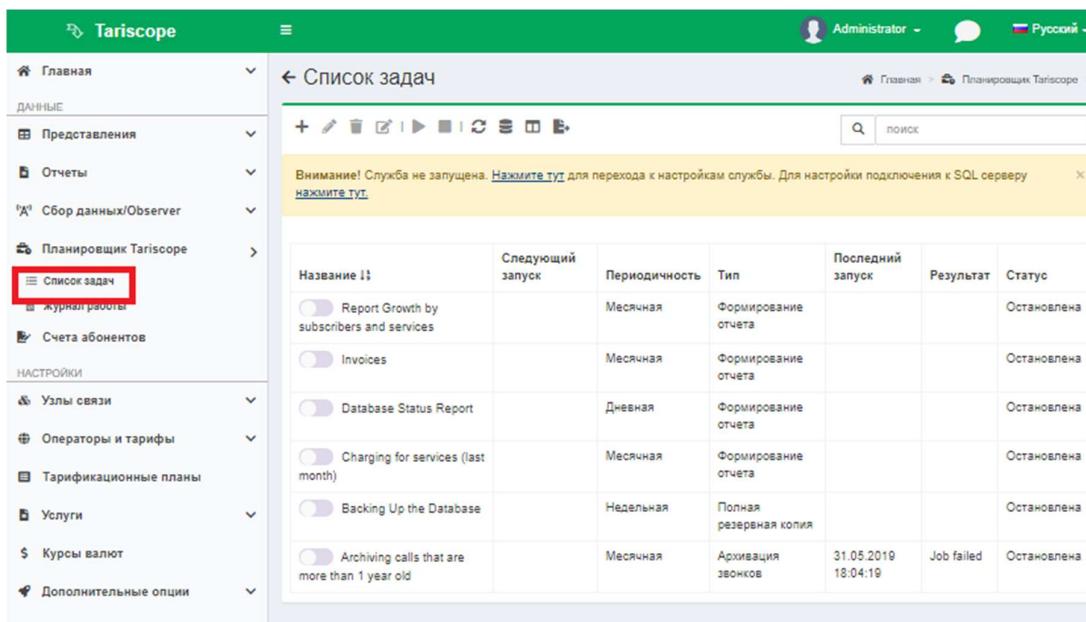 Tariscope
Administrator
Русский
Главная
ДАННЫЕ
Представления
Отчеты
Сбор данных/Observer
Планировщик Tariscope
Список задач
Журнал работы
Счета абонентов
НАСТРОЙКИ
Узлы связи
Операторы и тарифы
Тарификационные планы
Услуги
$ Курсы валют
Дополнительные опции
Список задач
Главная > Планировщик Tariscope
поиск
Внимание! Служба не запущена. Нажмите тут для перехода к настройкам службы. Для настройки подключения к SQL серверу
нажмите тут.
×
Название Следующий запуск Периодичность Тип Последний запуск Результат Статус
Report Growth by Месячная Формирование Остановлена
subscribers and services отчета
Invoices Месячная Формирование Остановлена
отчета
Database Status Report Дневная Формирование Остановлена
отчета
Charging for services (last Месячная Формирование Остановлена
month) отчета
Backing Up the Database Недельная Полная Остановлена
резервная копия
Archiving calls that are Месячная Архивация 31.05.2019 Job failed Остановлена
more than 1 year old звонков 18:04:19